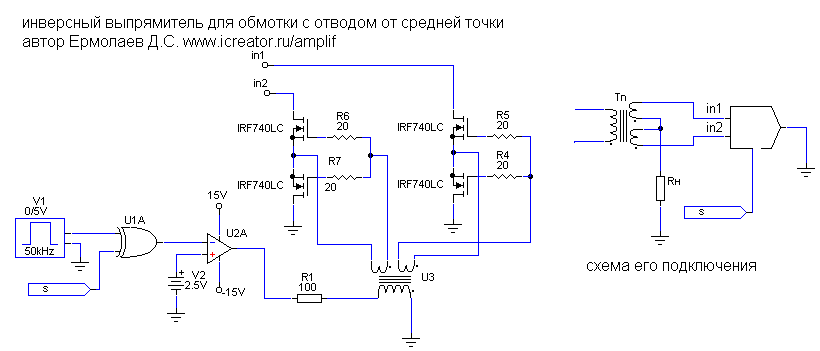 инверсный выпрямитель для обмотки с отводом от средней точки
автор Ермолаев Д.С. www.icreator.ru/amplif
in1
in2
IRF740LC
R6
20
IRF740LC
R5
20
R7
20
IRF740LC
R4
20
IRF740LC
Тп
in1
in2
Rн
s
схема его подключения
V1
0/5V
50kHz
U1A
s
15V
U2A
-15V
V2
2.5V
R1
100
U3